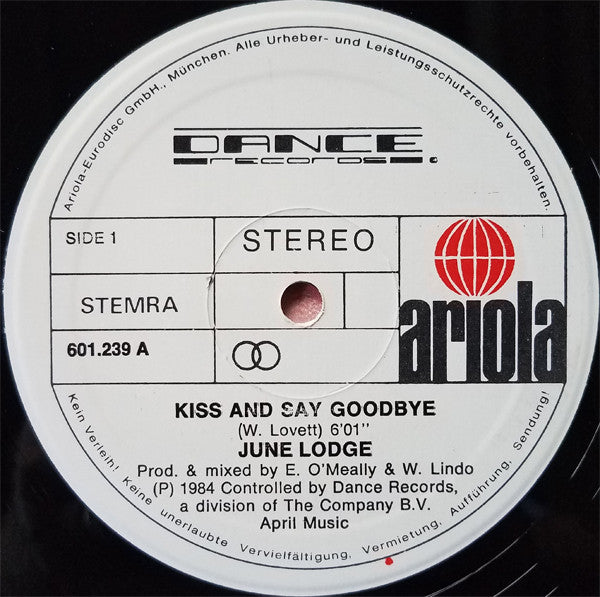 Ariola-Eurodisc GmbH., München. Alle Urheber- und Leistungsschutzrechte vorbehalten.
DANCE
records.
SIDE 1
STEREO
STEMRA
601.239 A
ariola
KISS AND SAY GOODBYE
(W. Lovett) 6'01''
JUNE LODGE
Prod. & mixed by E. O'Meally & W. Lindo
(P) 1984 Controlled by Dance Records,
a division of The Company B.V.
April Music
Kein Verleih! Keine unerlaubte Vervielfältigung, Vermietung, Aufführung, Sendung!